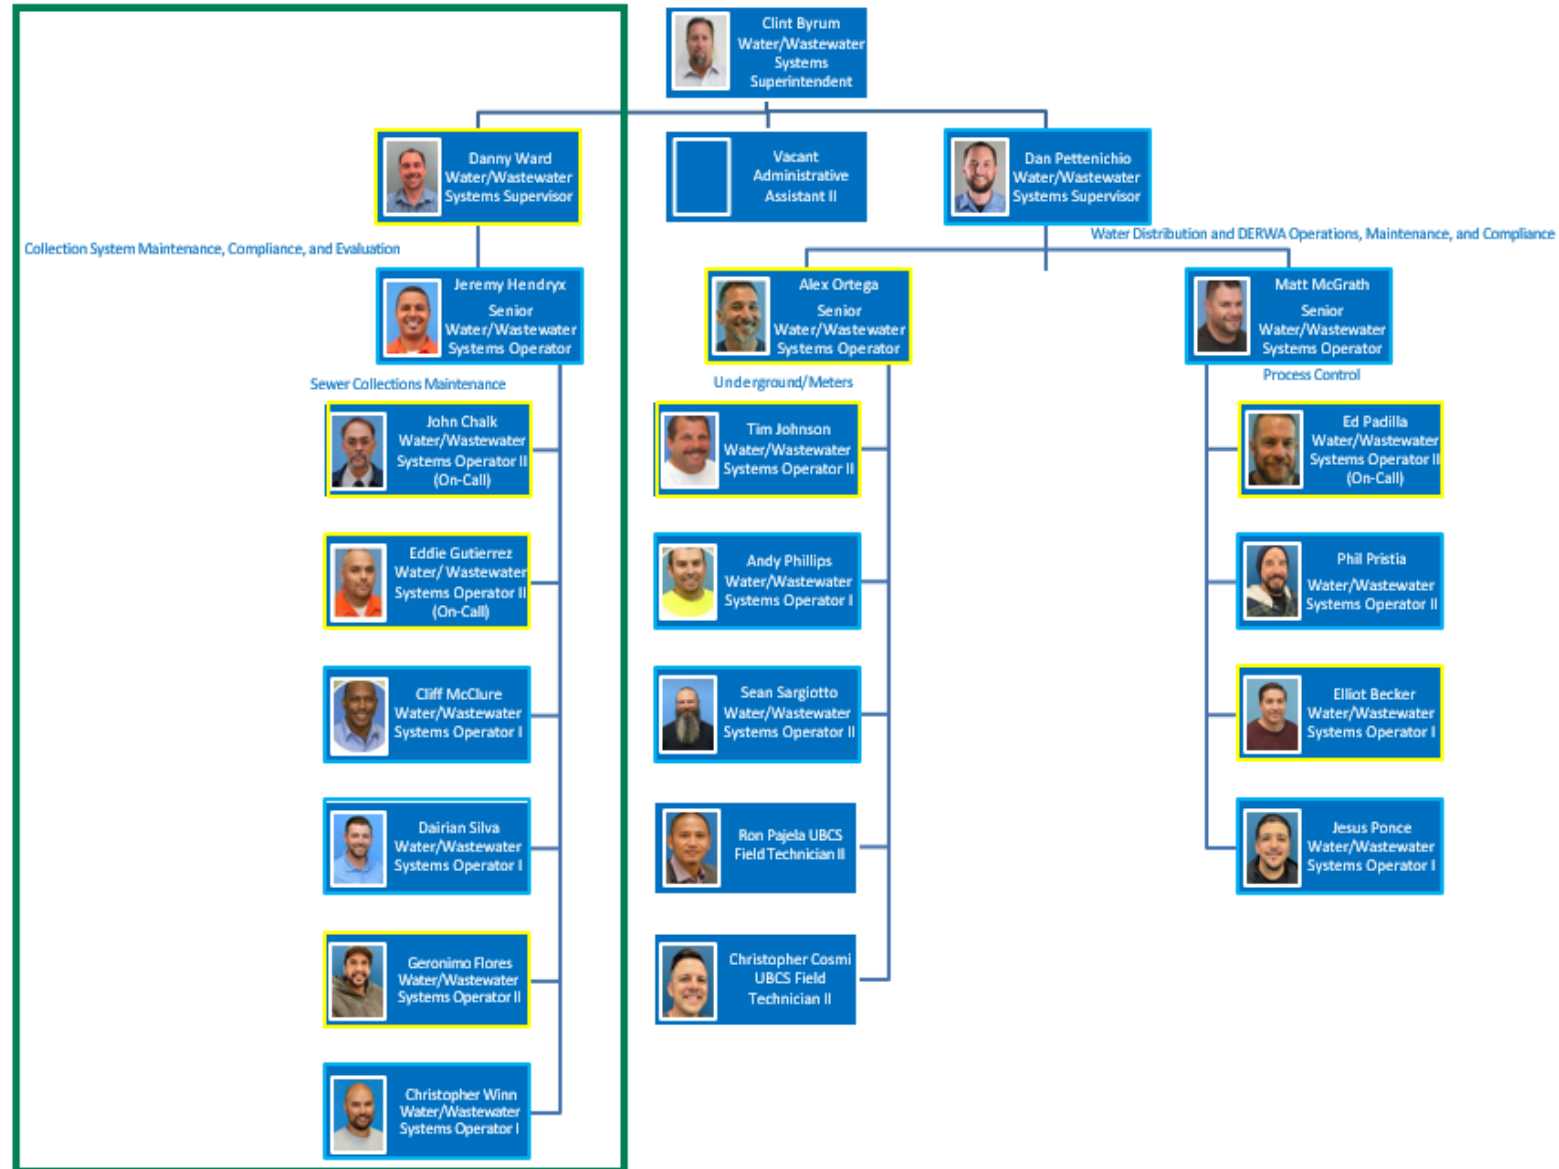 Clint Byrum
Water/Wastewater
Systems
Superintendent
Danny Ward
Water/Wastewater
Systems Supervisor
Vacant
Administrative
Assistant II
Dan Pettenichio
Water/Wastewater
Systems Supervisor
Collection System Maintenance, Compliance, and Evaluation
Water Distribution and DERWA Operations, Maintenance, and Compliance
Jeremy Hendryx
Senior
Water/Wastewater
Systems Operator
Alex Ortega
Senior
Water/Wastewater
Systems Operator
Matt McGrath
Senior
Water/Wastewater
Systems Operator
Sewer Collections Maintenance
John Chalk
Water/Wastewater
Systems Operator II
(On-Call)
Eddie Gutierrez
Water/ Wastewater
Systems Operator II
(On-Call)
Cliff McClure
Water/Wastewater
Systems Operator I
Dairian Silva
Water/Wastewater
Systems Operator I
Geronimo Flores
Water/Wastewater
Systems Operator II
Christopher Winn
Water/Wastewater
Systems Operator I
Underground/Meters
Tim Johnson
Water/Wastewater
Systems Operator II
Andy Phillips
Water/Wastewater
Systems Operator I
Sean Sargiotto
Water/Wastewater
Systems Operator II
Ron Pajela UBCS
Field Technician II
Christopher Cosmi
UBCS Field
Technician II
Process Control
Ed Padilla
Water/Wastewater
Systems Operator II
(On-Call)
Phil Pristia
Water/Wastewater
Systems Operator II
Elliot Becker
Water/Wastewater
Systems Operator I
Jesus Ponce
Water/Wastewater
Systems Operator I